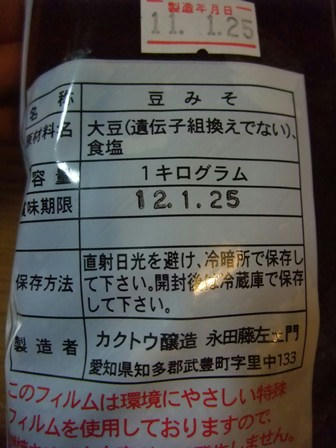 製造年月日
11. 1.25
名 称 豆みそ
原材料名 大豆(遺伝子組換えでない)、
食塩
容量 1キログラム
賞味期限 12.1.25
保存方法 直射日光を避け、冷暗所で保存し
て下さい。開封後は冷蔵庫で保存
して下さい。
製造者 カクトウ醸造 永田藤左エ門
愛知県知多郡武豊町字里中133
このフィルムは環境にやさしい特殊
フィルムを使用しておりますので、